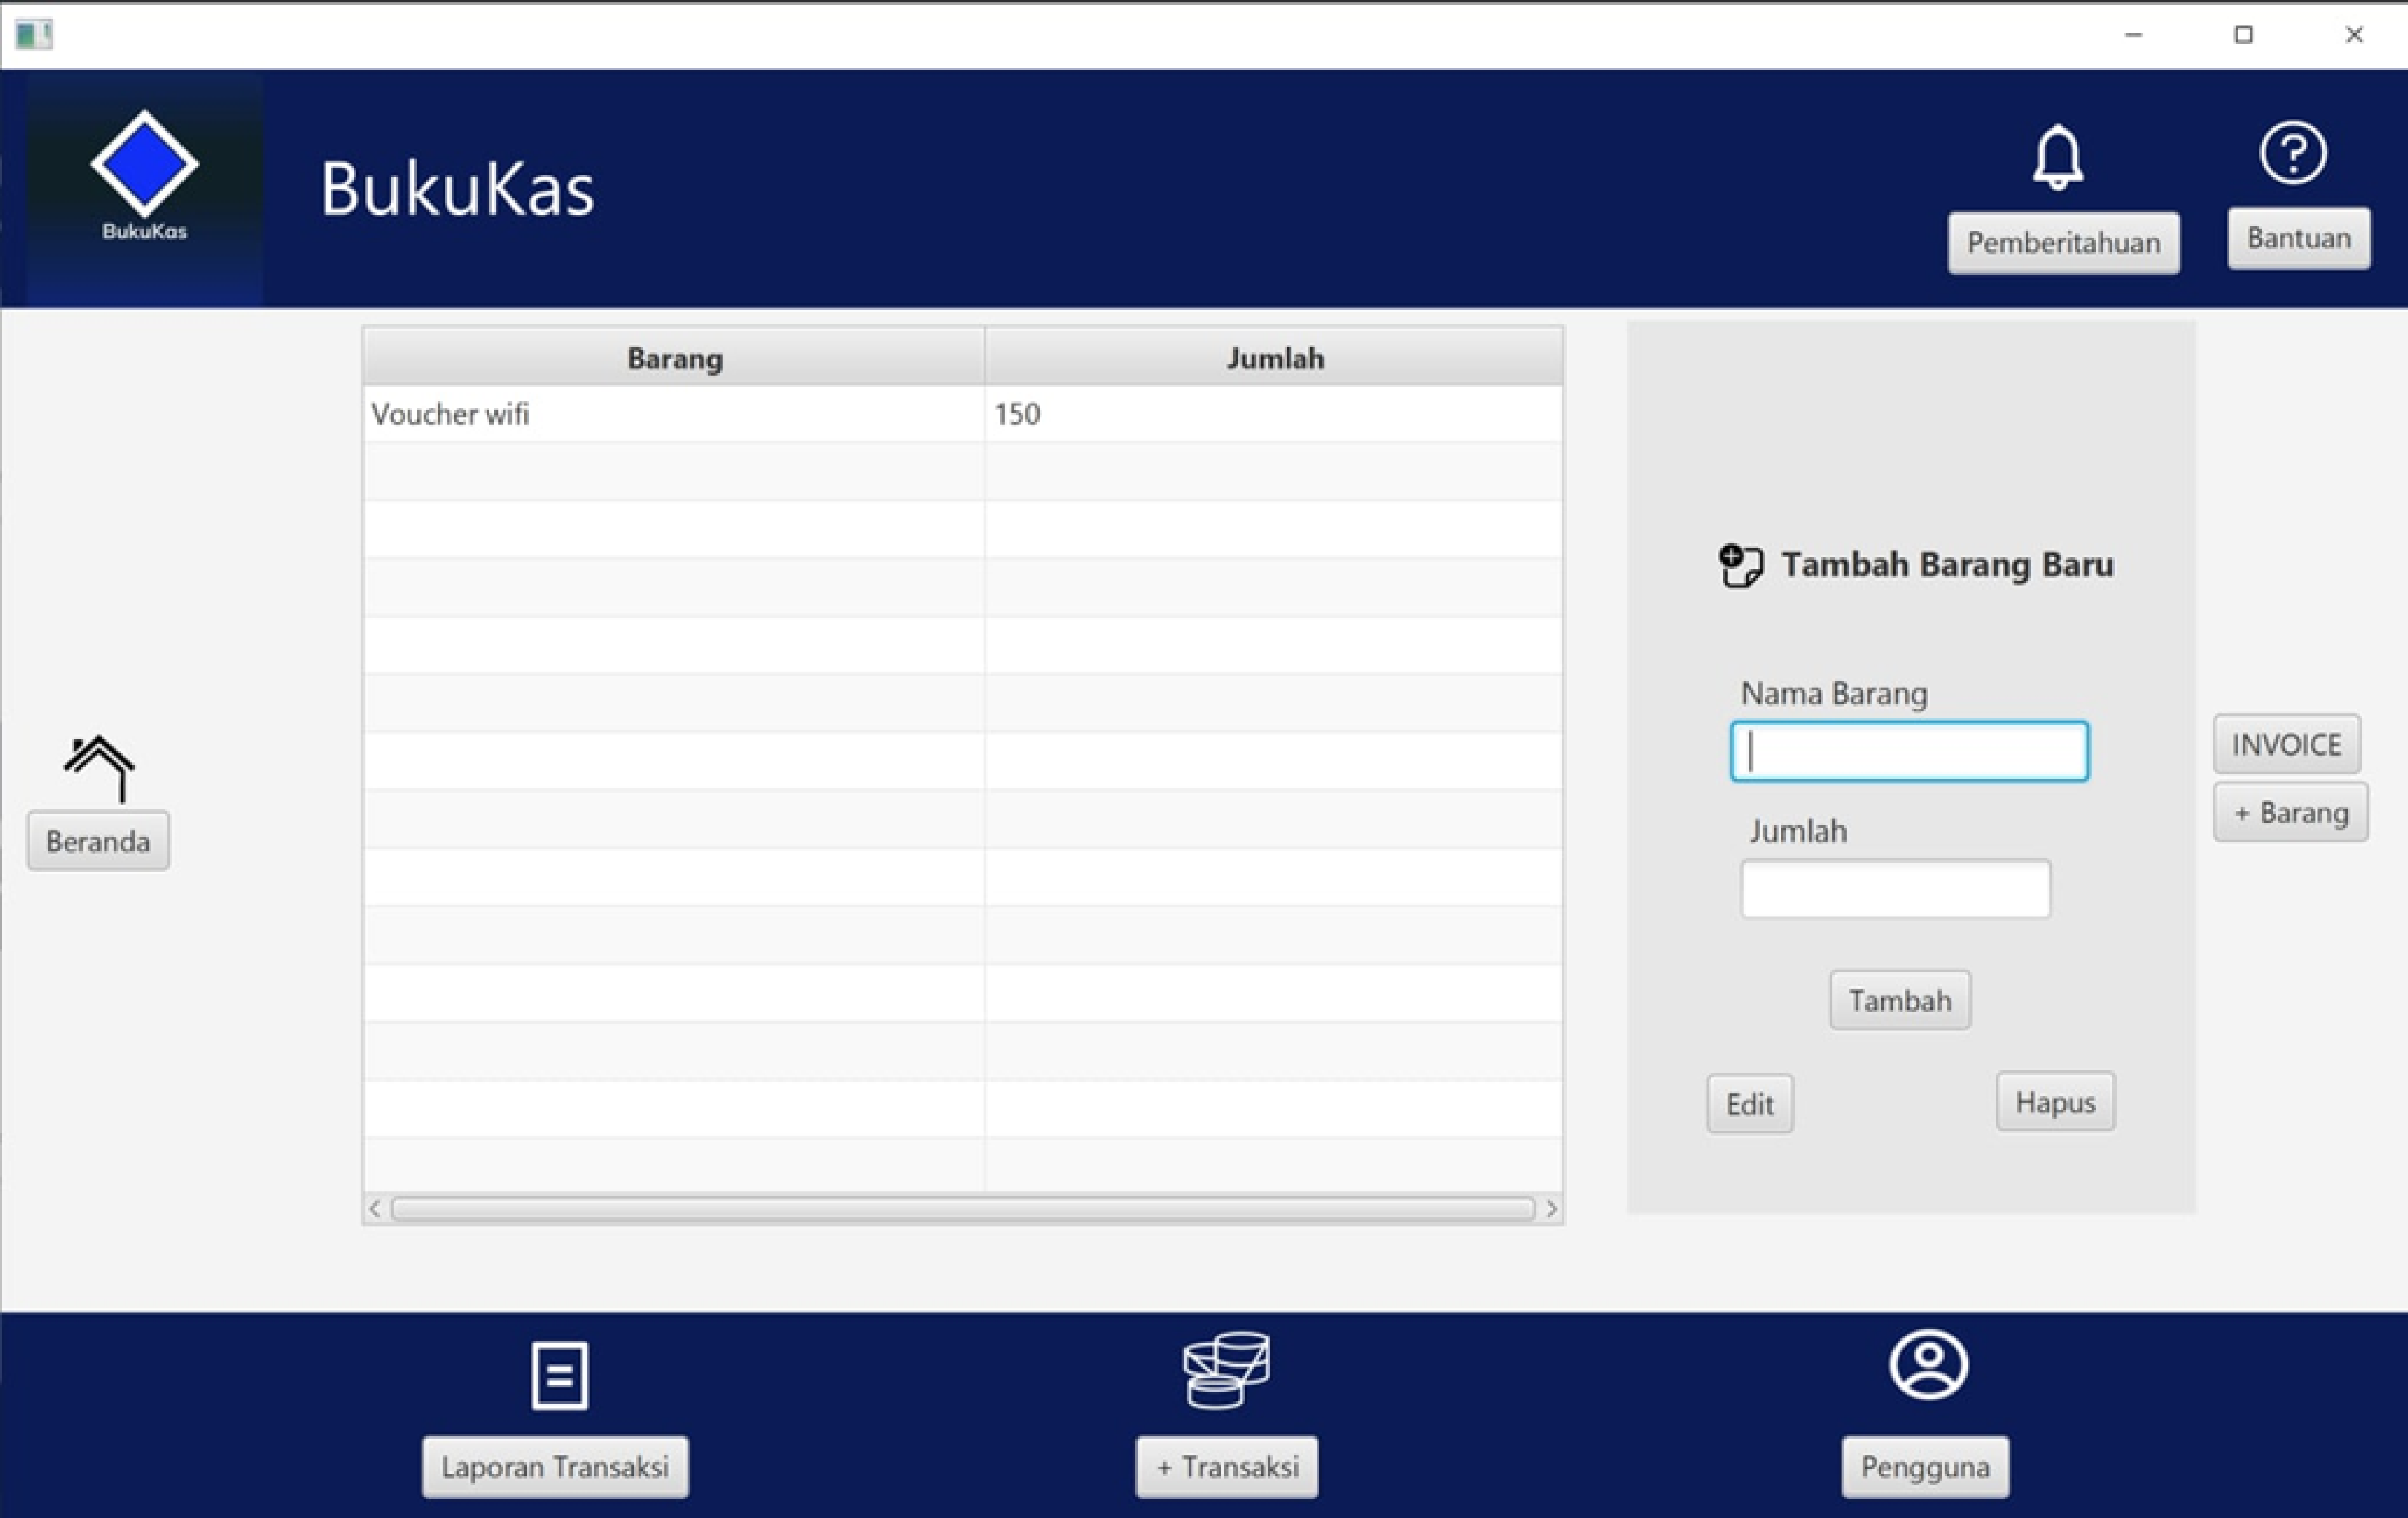 BukuKas
BukuKas
Pemberitahuan
Bantuan
Barang Jumlah
Voucher wifi 150
Tambah Barang Baru
Nama Barang
Jumlah
Tambah
Edit Hapus
INVOICE
+ Barang
Beranda
Laporan Transaksi
+ Transaksi
Pengguna